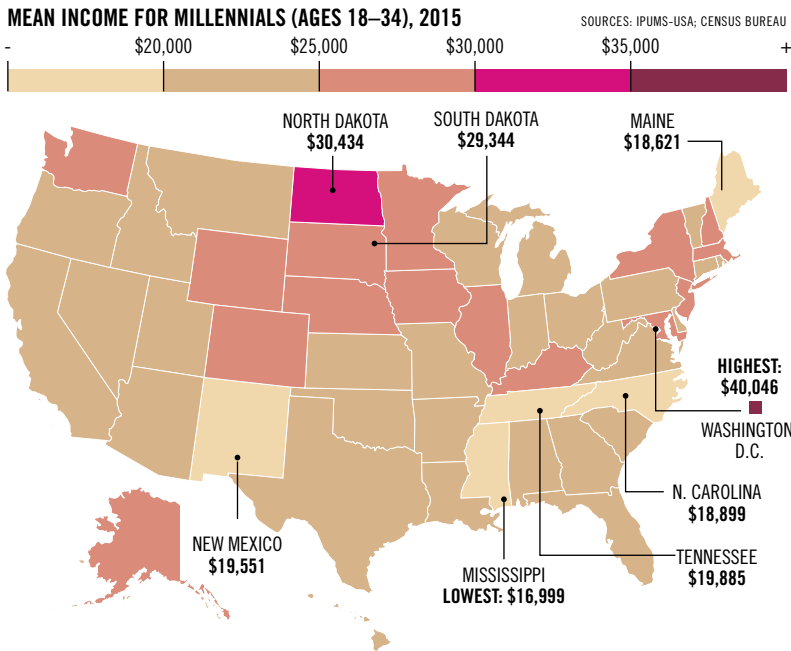 MEAN INCOME FOR MILLENNIALS (AGES 18–34), 2015
SOURCES: IPUMS-USA; CENSUS BUREAU
- $20,000 $25,000 $30,000 $35,000 +
NORTH DAKOTA
$30,434
SOUTH DAKOTA
$29,344
MAINE
$18,621
HIGHEST:
$40,046
WASHINGTON
D.C.
N. CAROLINA
$18,899
NEW MEXICO
$19,551
TENNESSEE
$19,885
MISSISSIPPI
LOWEST: $16,999